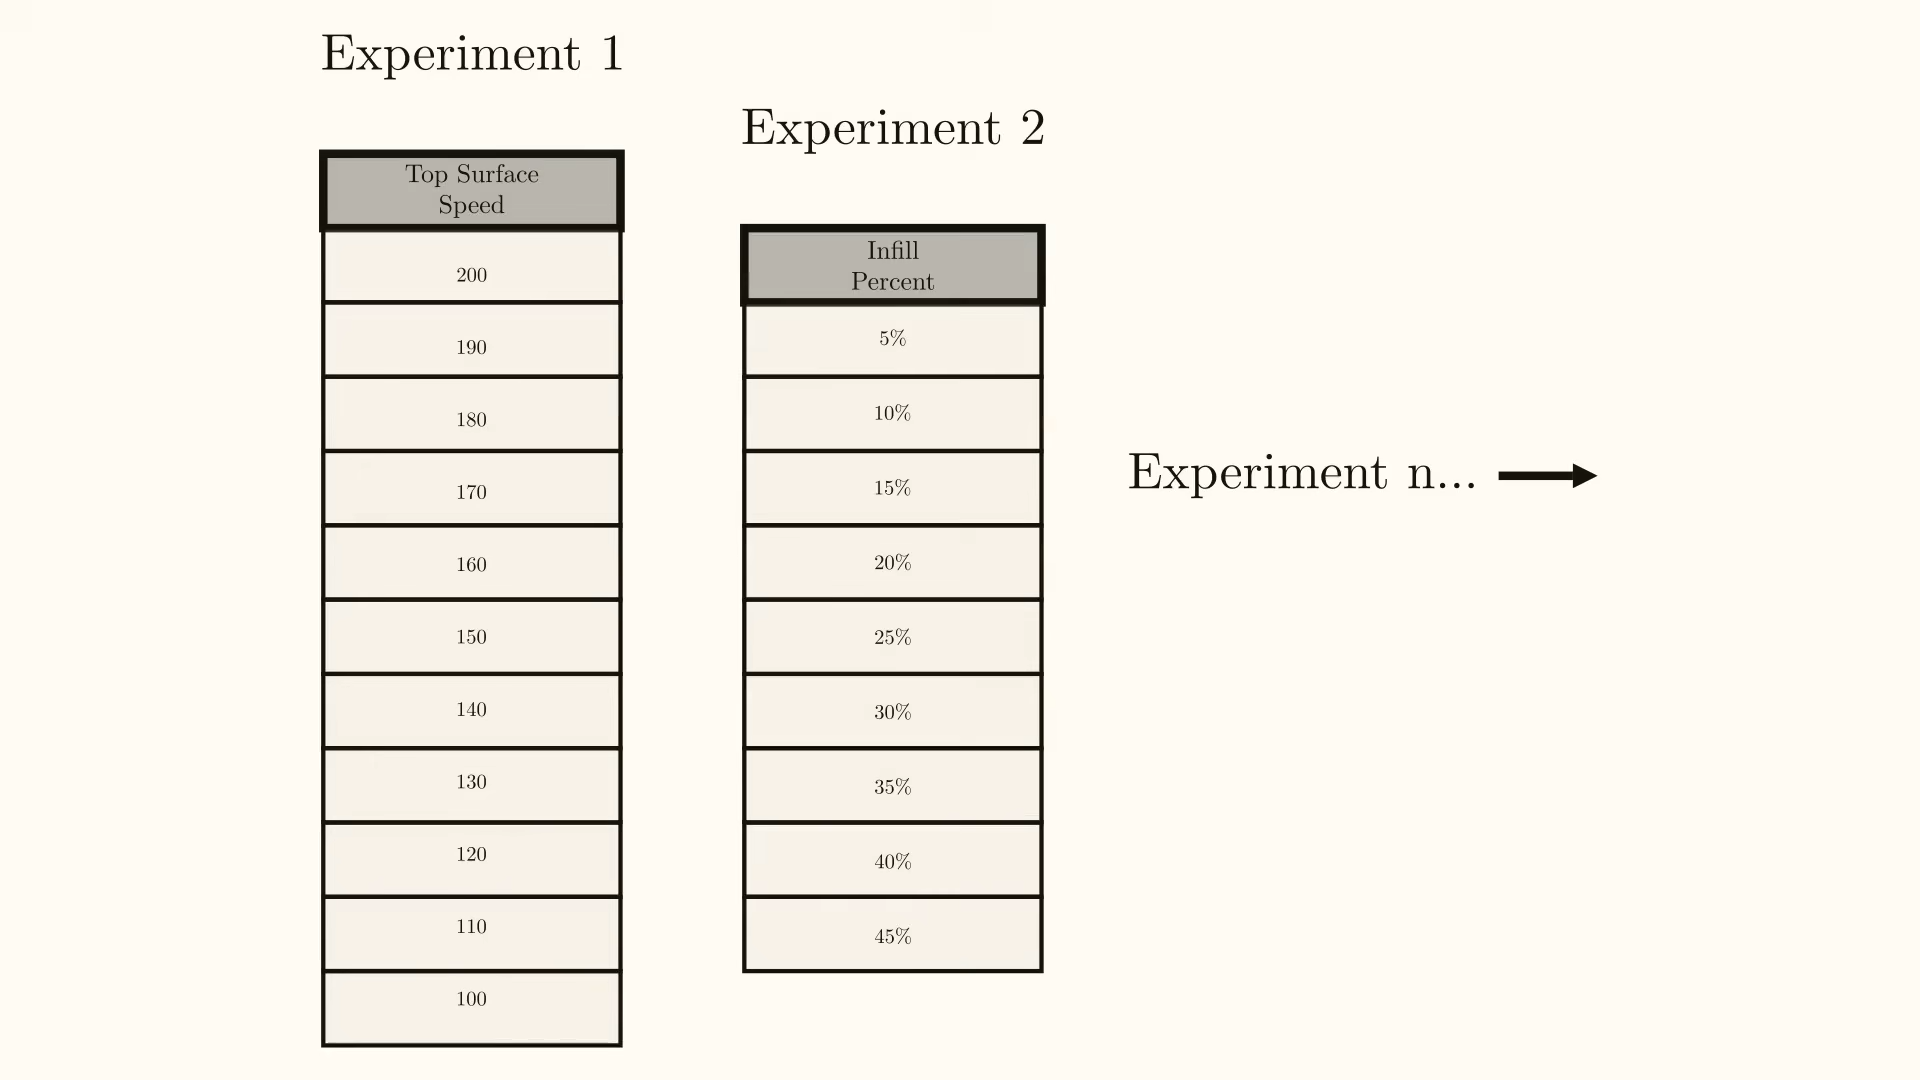 Experiment 1
Top Surface
Speed
200
190
180
170
160
150
140
130
120
110
100
Experiment 2
Infill
Percent
5%
10%
15%
20%
25%
30%
35%
40%
45%
Experiment n...